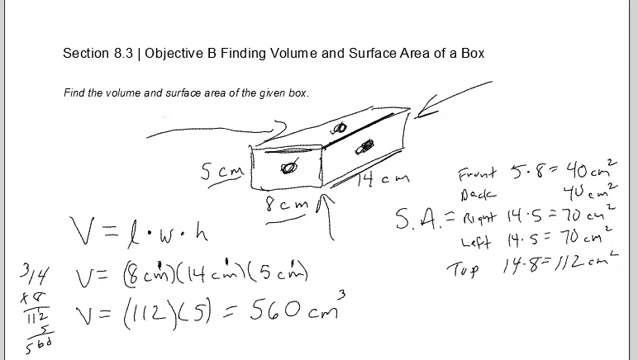 Section 8.3 | Objective B Finding Volume and Surface Area of a Box
Find the volume and surface area of the given box.
5 cm
14 cm
8 cm
V = l · w · h
V = (8 cm)(14 cm)(5 cm)
V = (112)(5) = 560 cm³
3/14
x 8
112
5
560
S.A. =
Front 5·8 = 40 cm²
Back 40 cm²
Right 14·5 = 70 cm²
Left 14·5 = 70 cm²
Top 14·8 = 112 cm²